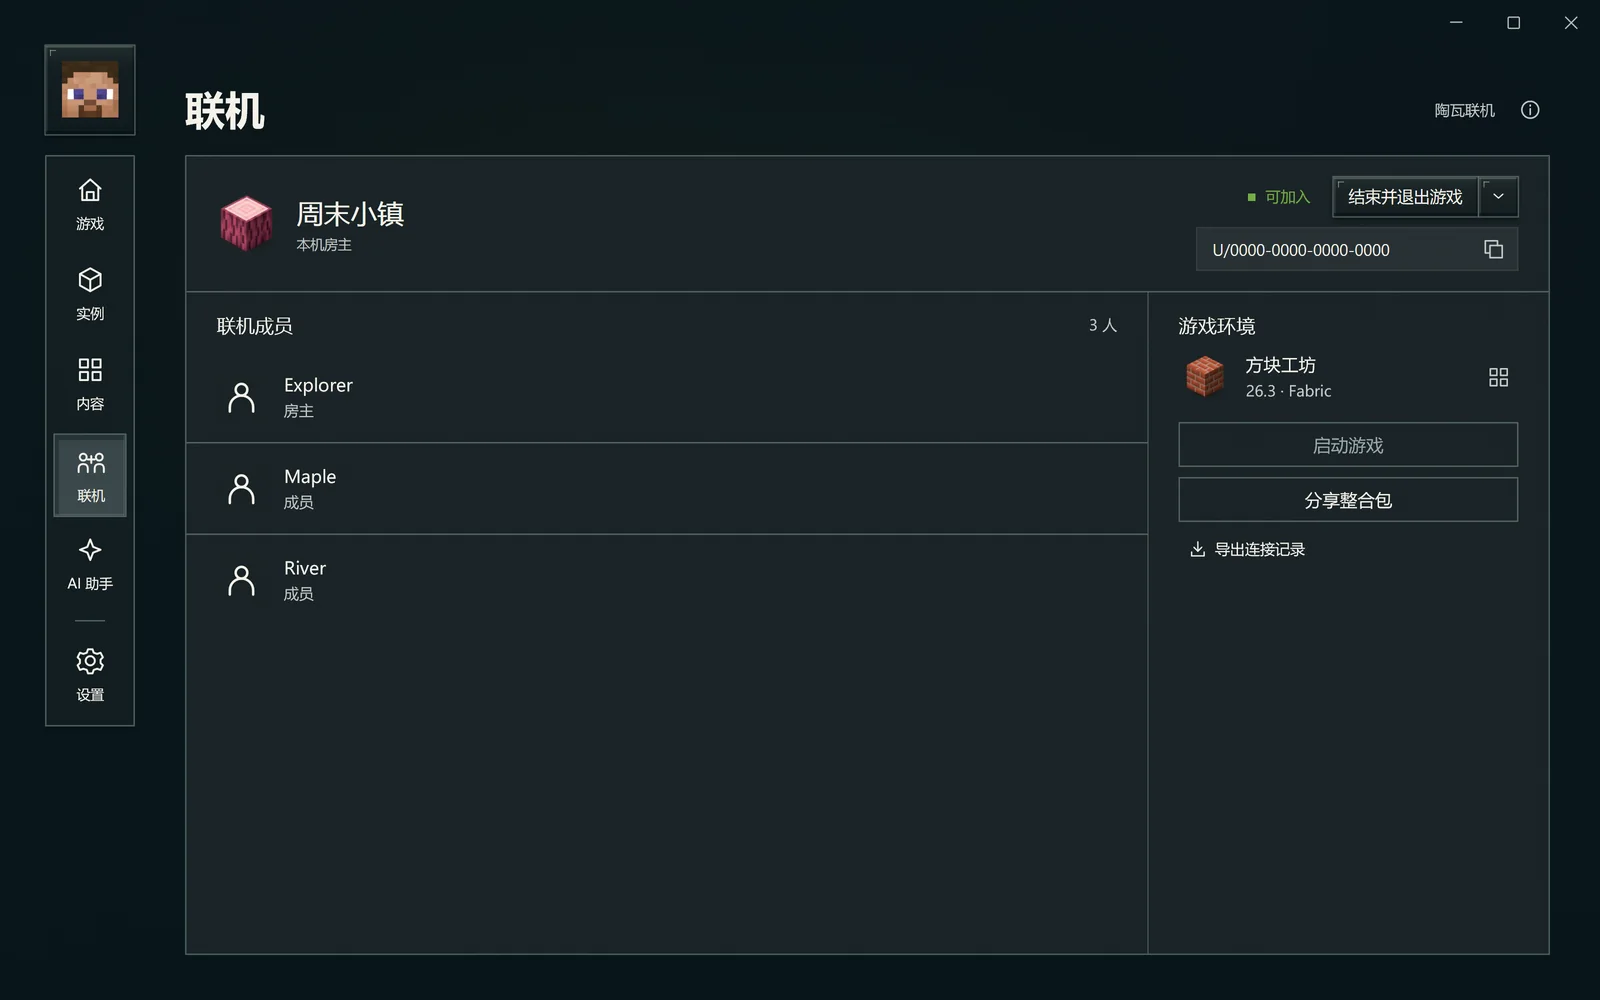 联机
陶瓦联机
游戏
实例
内容
联机
AI 助手
设置
周末小镇
本机房主
可加入
结束并退出游戏
U/0000-0000-0000-0000
联机成员
3 人
Explorer
房主
Maple
成员
River
成员
游戏环境
方块工坊
26.3 · Fabric
启动游戏
分享整合包
导出连接记录